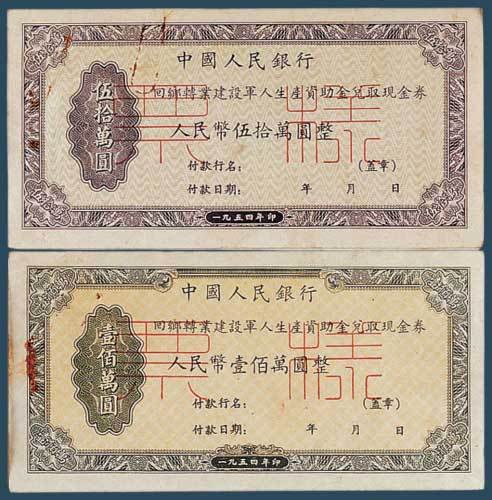 中國人民銀行
回鄉轉業建設軍人生產資助金兌取現金券
伍拾萬圓
人民幣伍拾萬圓整
付款行名：
(蓋章)
付款日期：
年 月 日
一九五四年印
票樣
中國人民銀行
回鄉轉業建設軍人生產資助金兌取現金券
壹佰萬圓
人民幣壹佰萬圓整
付款行名：
(蓋章)
付款日期：
年 月 日
一九五四年印
票樣